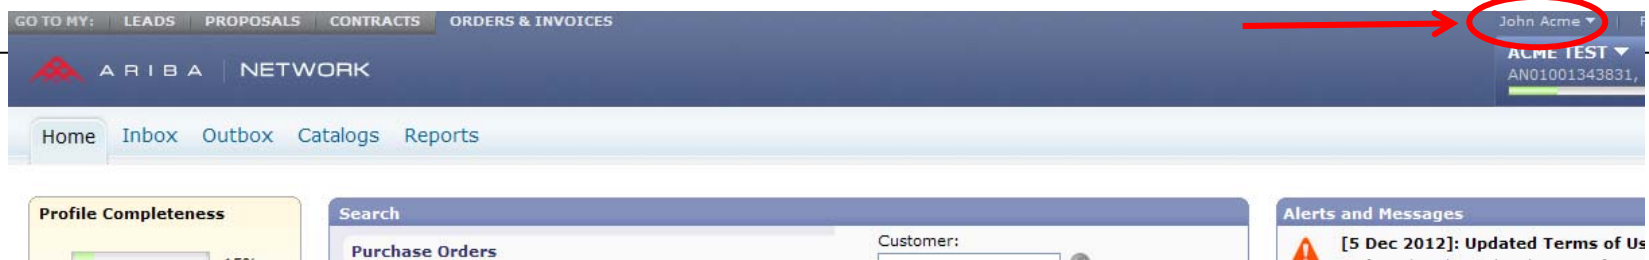 GO TO MY: LEADS PROPOSALS CONTRACTS ORDERS & INVOICES John Acme
ARIBA NETWORK
ACME TEST
AN01001343831,
Home Inbox Outbox Catalogs Reports
Profile Completeness
Search
Purchase Orders
Customer:
Alerts and Messages
[5 Dec 2012]: Updated Terms of Us